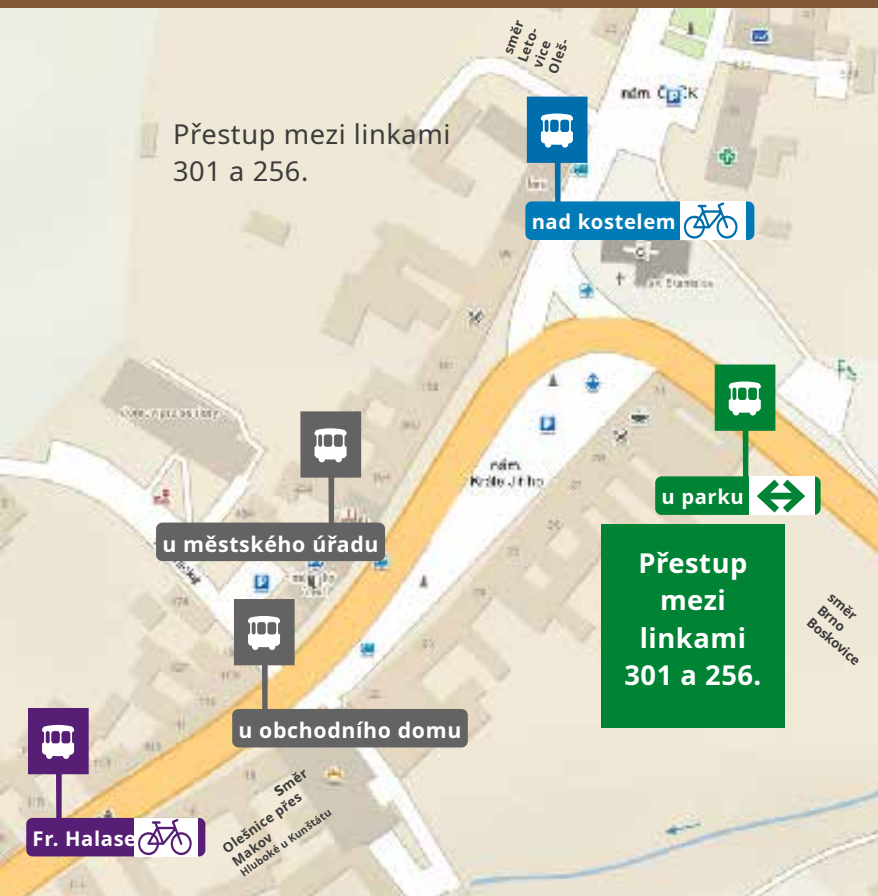 směr
Leto-
vice
Oleš-
nám. ČSČK
Přestup mezi linkami
301 a 256.
nad kostelem
nám.
Krále Jiřího
u parku
u městského úřadu
Přestup
mezi
linkami
301 a 256.
směr
Brno
Boskovice
u obchodního domu
Fr. Halase
Směr
Olešnice přes
Makov
Hluboké u Kunštátu